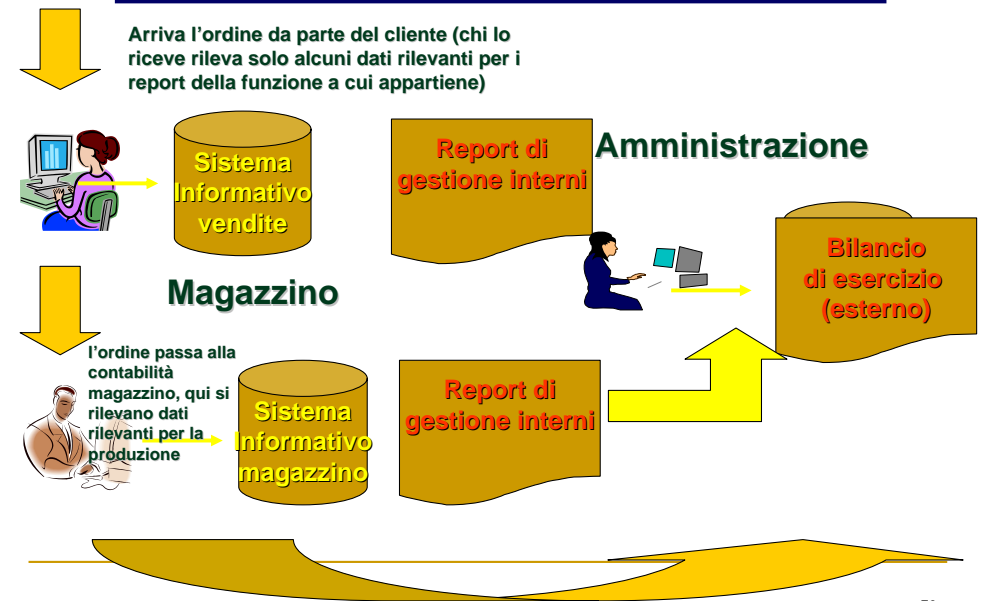 Arriva l'ordine da parte del cliente (chi lo
riceve rileva solo alcuni dati rilevanti per i
report della funzione a cui appartiene)
Sistema
Informativo
vendite
Report di
gestione interni
Amministrazione
Bilancio
di esercizio
(esterno)
Magazzino
l'ordine passa alla
contabilità
magazzino, qui si
rilevano dati
rilevanti per la
produzione
Sistema
Informativo
magazzino
Report di
gestione interni